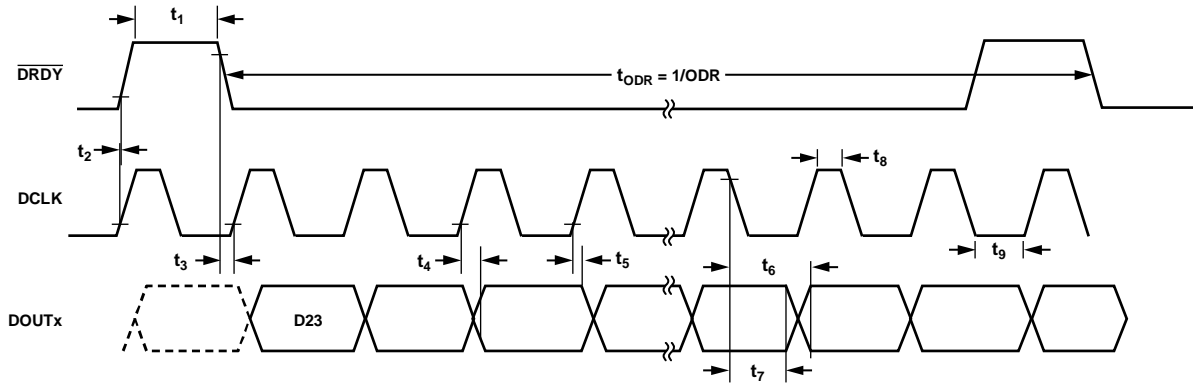 t1
DRDY
tODR = 1/ODR
t2
t8
DCLK
t3
t4
t5
t6
t9
DOUTx
D23
t7